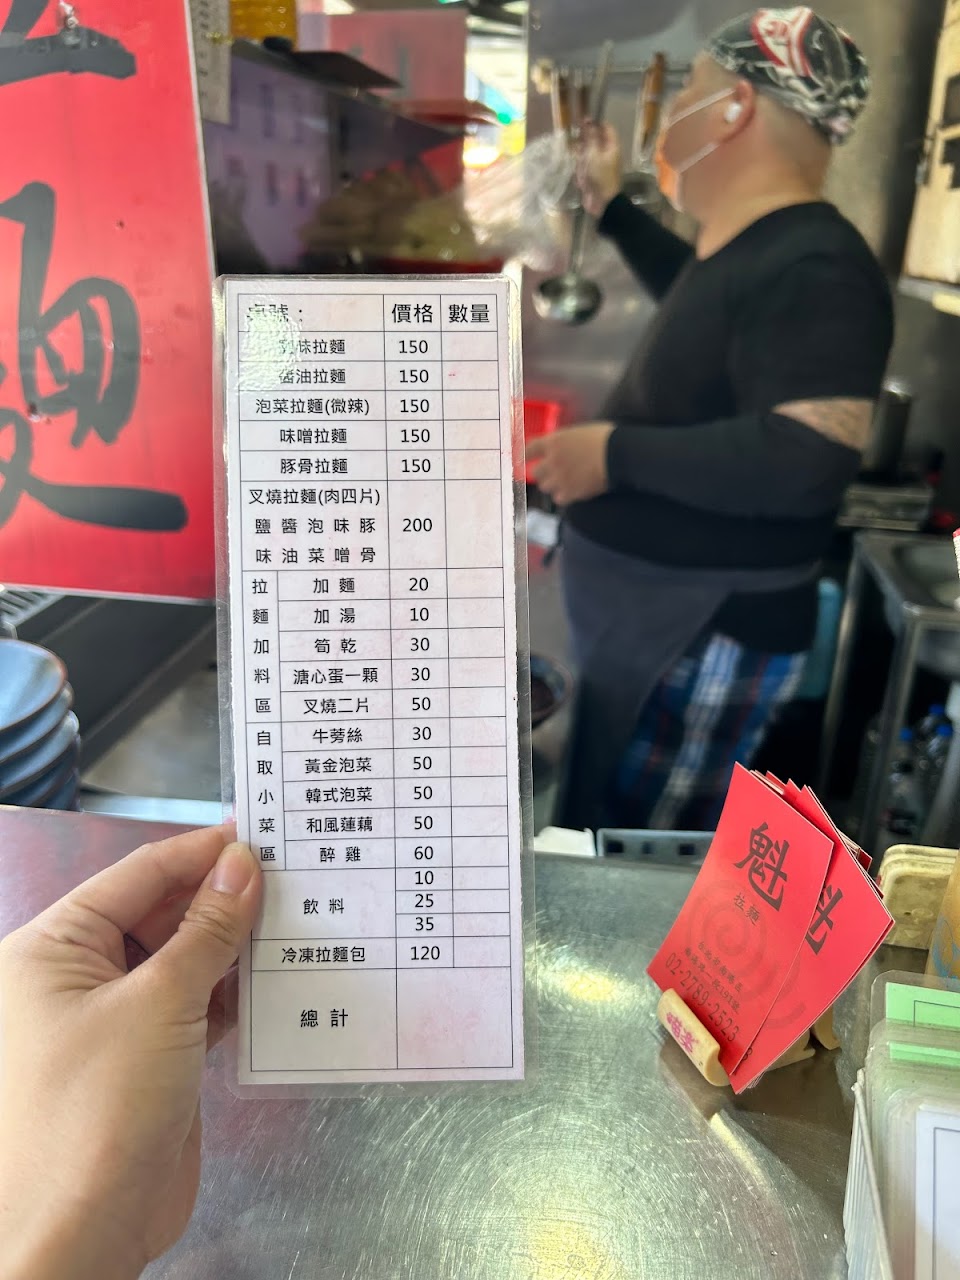 麵
桌號： 價格 數量
味拉麵 150
醬油拉麵 150
泡菜拉麵(微辣) 150
味噌拉麵 150
豚骨拉麵 150
叉燒拉麵(肉四片)
鹽 醬 泡 味 豚 200
味 油 菜 噌 骨
拉麵加料區
加 麵 20
加 湯 10
筍 乾 30
溏心蛋一顆 30
叉燒二片 50
自取小菜區
牛蒡絲 30
黃金泡菜 50
韓式泡菜 50
和風蓮藕 50
醉 雞 60
飲 料 10
25
35
冷凍拉麵包 120
總 計
魁
拉麵
02-2789-2523